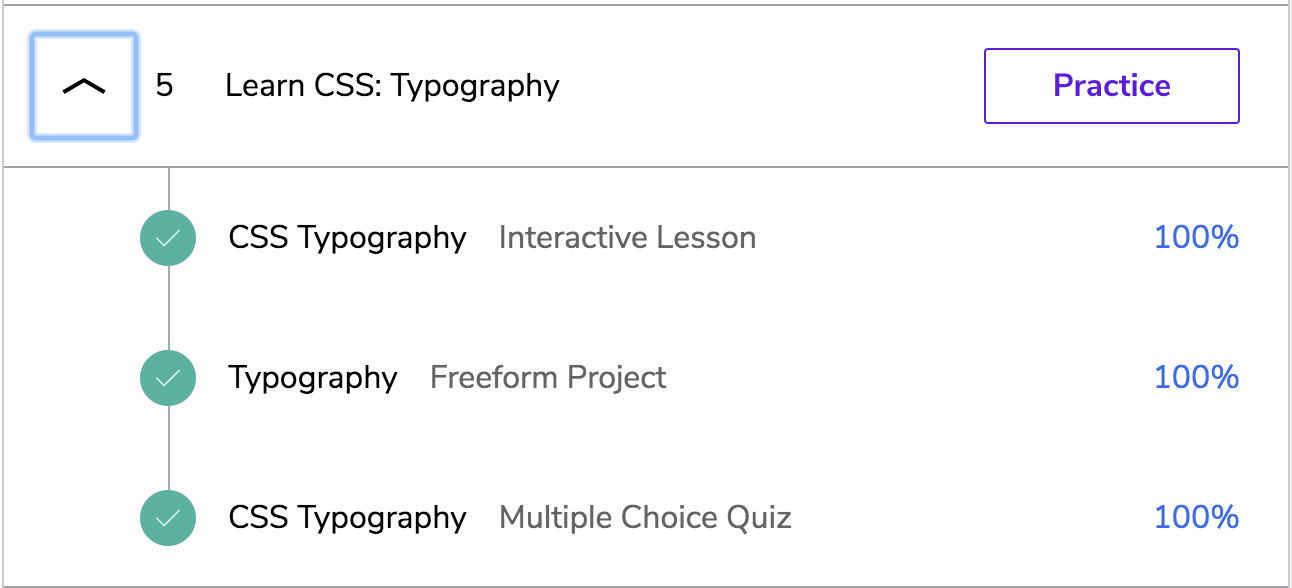 5 Learn CSS: Typography Practice
CSS Typography Interactive Lesson 100%
Typography Freeform Project 100%
CSS Typography Multiple Choice Quiz 100%